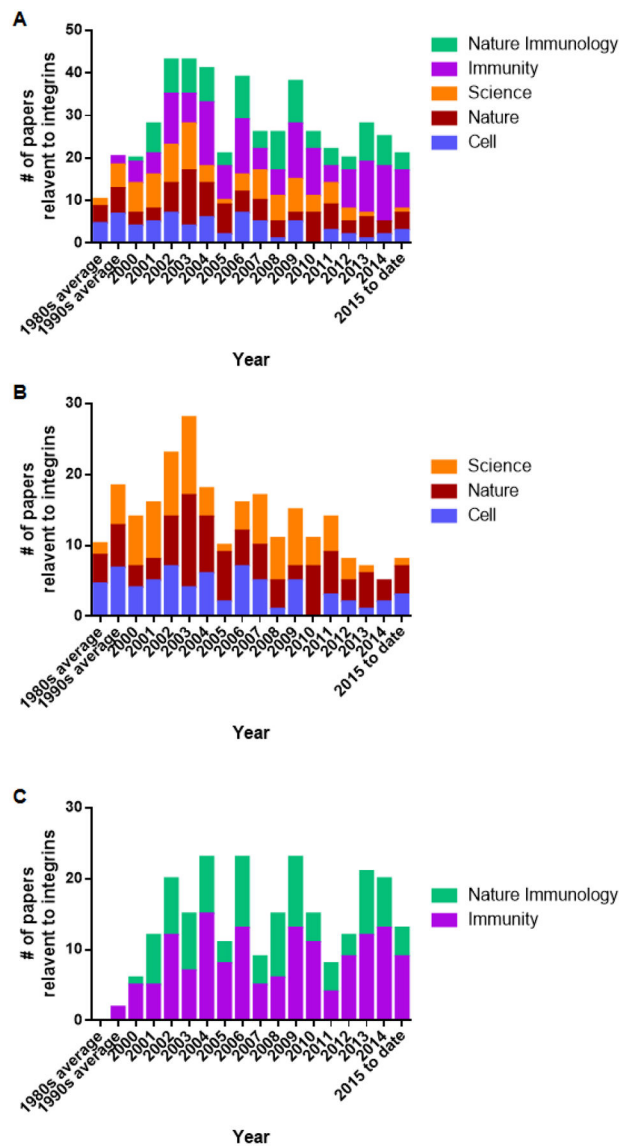 A
# of papers
relavent to integrins
50
40
30
20
10
0
1980s average
1990s average
2000
2001
2002
2003
2004
2005
2006
2007
2008
2009
2010
2011
2012
2013
2014
2015 to date
Year
Nature Immunology
Immunity
Science
Nature
Cell
B
# of papers
relavent to integrins
30
20
10
0
1980s average
1990s average
2000
2001
2002
2003
2004
2005
2006
2007
2008
2009
2010
2011
2012
2013
2014
2015 to date
Year
Science
Nature
Cell
C
# of papers
relavent to integrins
30
20
10
0
1980s average
1990s average
2000
2001
2002
2003
2004
2005
2006
2007
2008
2009
2010
2011
2012
2013
2014
2015 to date
Year
Nature Immunology
Immunity